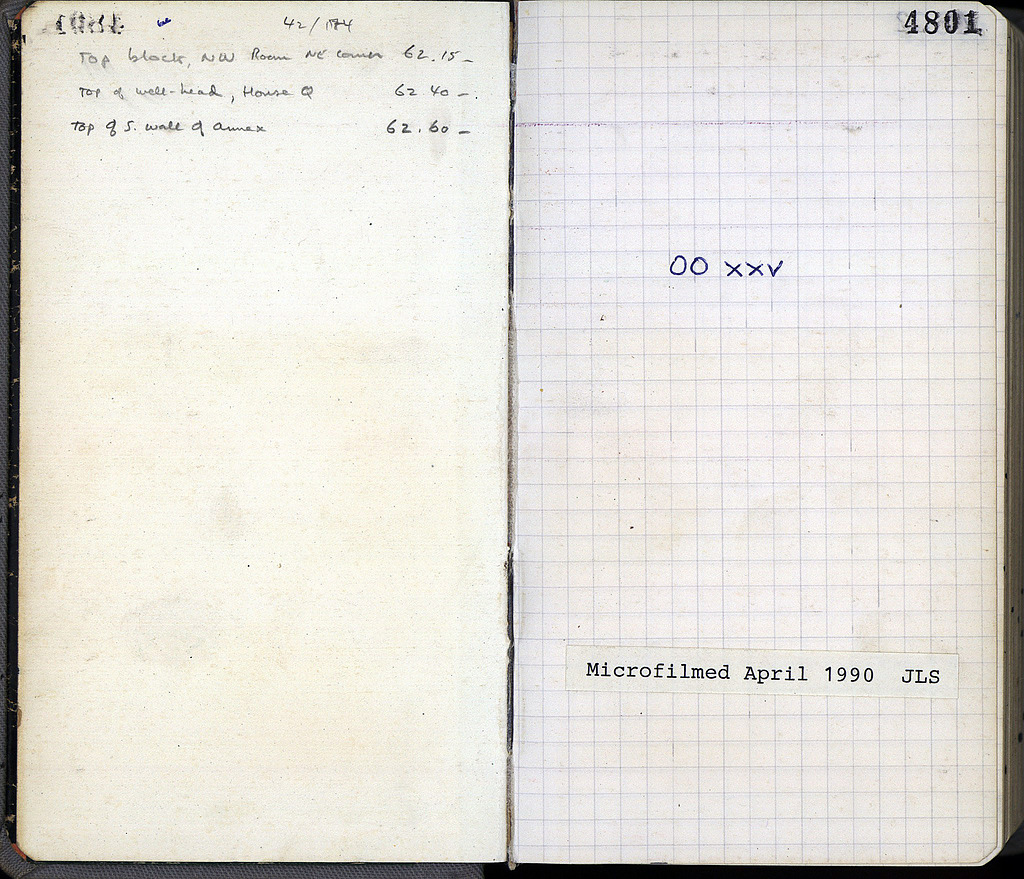 42/
Top block, NW Room NE corner 62.15 –
Top of well-head, House Q 62 40 –.
Top of S. wall of Annex 62.60 –
4801
OO xxv
Microfilmed April 1990 JLS